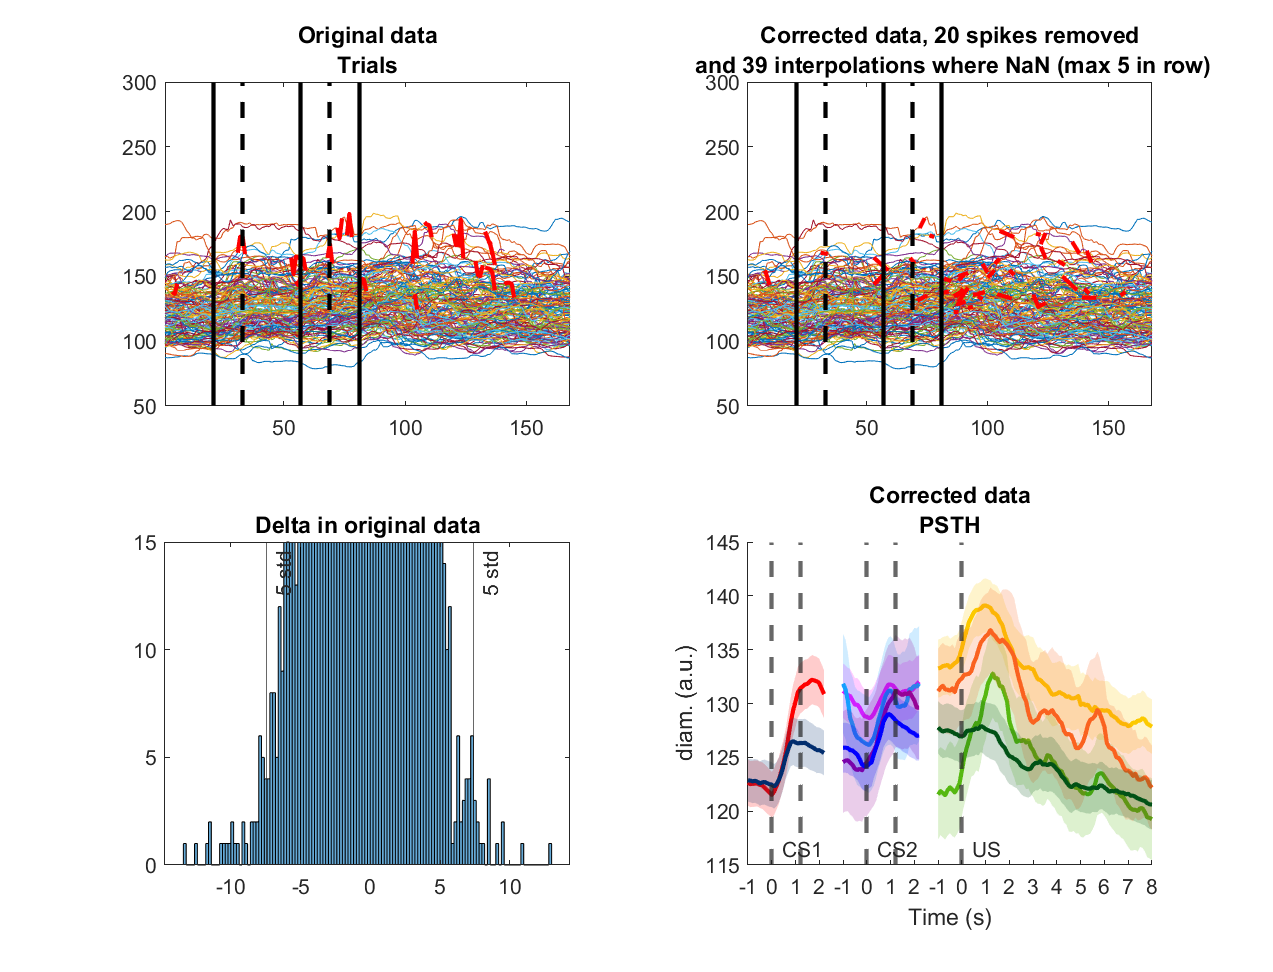 Original data
Trials
300
250
200
150
100
50
50 100 150
Corrected data, 20 spikes removed
and 39 interpolations where NaN (max 5 in row)
300
250
200
150
100
50
50 100 150
Delta in original data
15
10
5
0
5 std
5 std
-10 -5 0 5 10
Corrected data
PSTH
145
140
135
130
125
120
115
diam. (a.u.)
CS1 CS2 US
-1 0 1 2 -1 0 1 2 -1 0 1 2 3 4 5 6 7 8
Time (s)